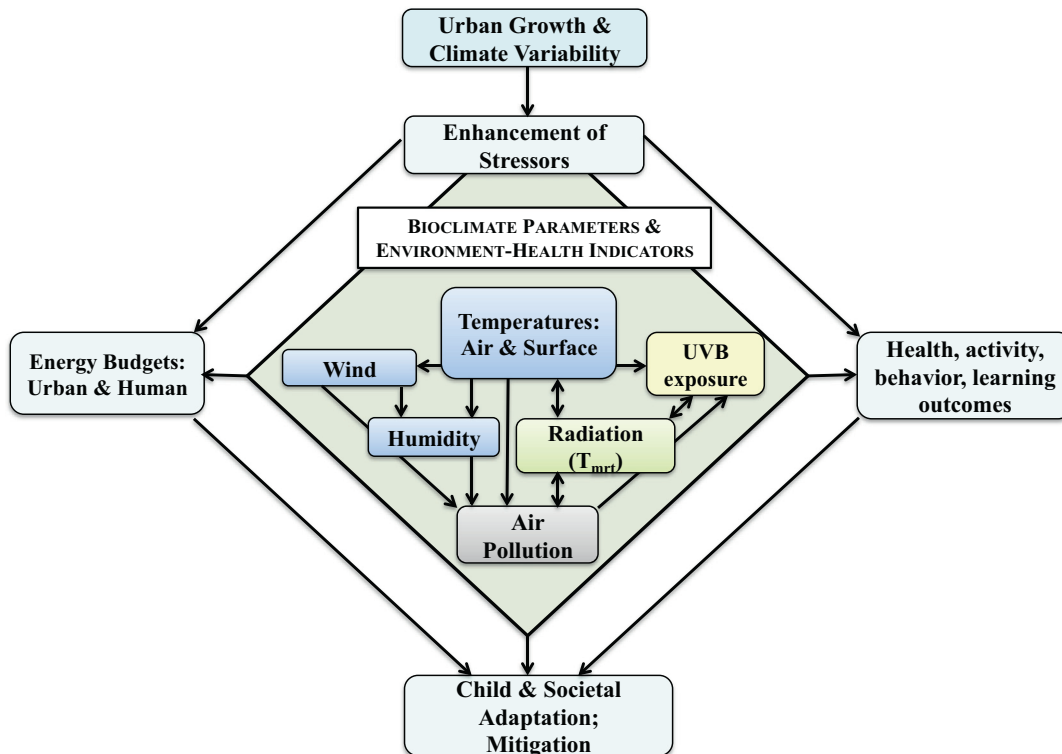 Urban Growth &
Climate Variability
Enhancement of
Stressors
BIOCLIMATE PARAMETERS &
ENVIRONMENT-HEALTH INDICATORS
Temperatures:
Air & Surface
UVB
exposure
Wind
Energy Budgets:
Urban & Human
Health, activity,
behavior, learning
outcomes
Humidity
Radiation
(Tmrt)
Air
Pollution
Child & Societal
Adaptation;
Mitigation